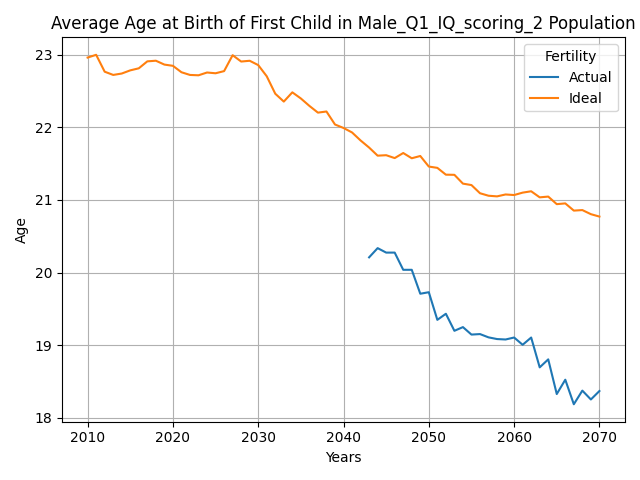 Average Age at Birth of First Child in Male_Q1_IQ_scoring_2 Population
Fertility
Actual
Ideal
Age
23
22
21
20
19
18
2010 2020 2030 2040 2050 2060 2070
Years